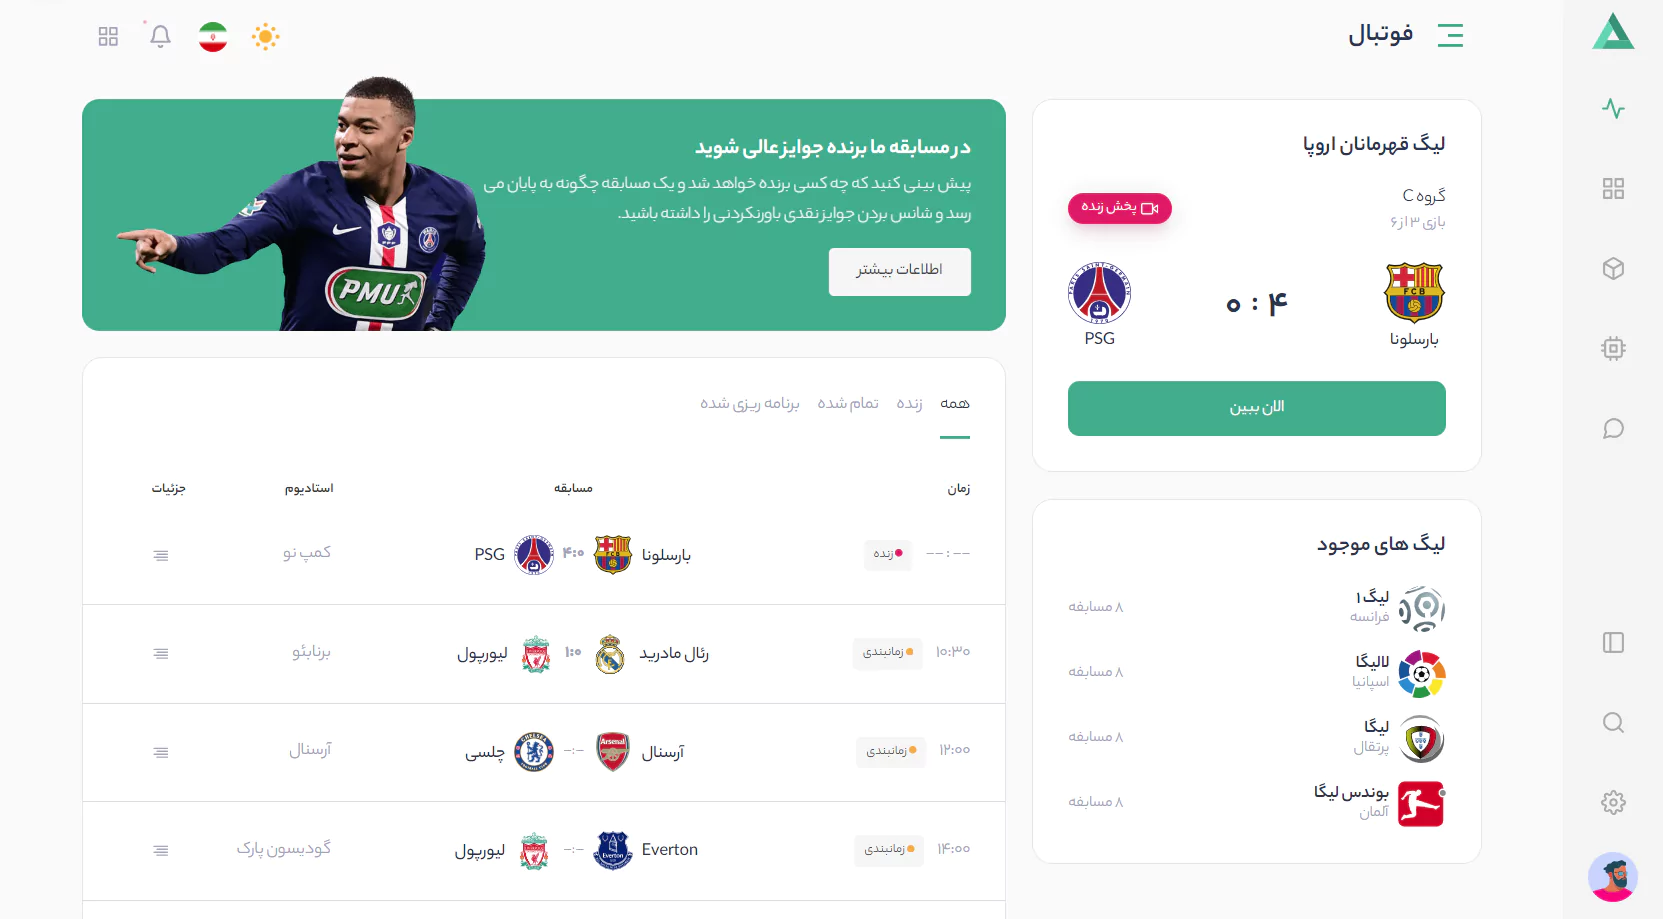 فوتبال
لیگ قهرمانان اروپا
گروه C
بازی ۳ از ۶
پخش زنده
۴ : ۰
بارسلونا
PSG
الان ببین
لیگ های موجود
لیگ ۱
فرانسه
۸ مسابفه
لالیگا
اسپانیا
۸ مسابفه
لیگا
پرتقال
۸ مسابفه
بوندس لیگا
آلمان
۸ مسابفه
در مسابقه ما برنده جوایز عالی شوید
پیش بینی کنید که چه کسی برنده خواهد شد و یک مسابقه چگونه به پایان می
رسد و شانس بردن جوایز نقدی باورنکردنی را داشته باشید.
اطلاعات بیشتر
PMU
همه زنده تمام شده برنامه ریزی شده
زمان مسابقه استادیوم جزئیات
-- : -- زنده بارسلونا ۴:۰ PSG کمپ نو
۱۰:۳۰ زمانبندی رئال مادرید ۱:۰ لیورپول برنابئو
۱۲:۰۰ زمانبندی آرسنال -:- چلسی آرسنال
۱۴:۰۰ زمانبندی Everton -:- لیورپول گودیسون پارک